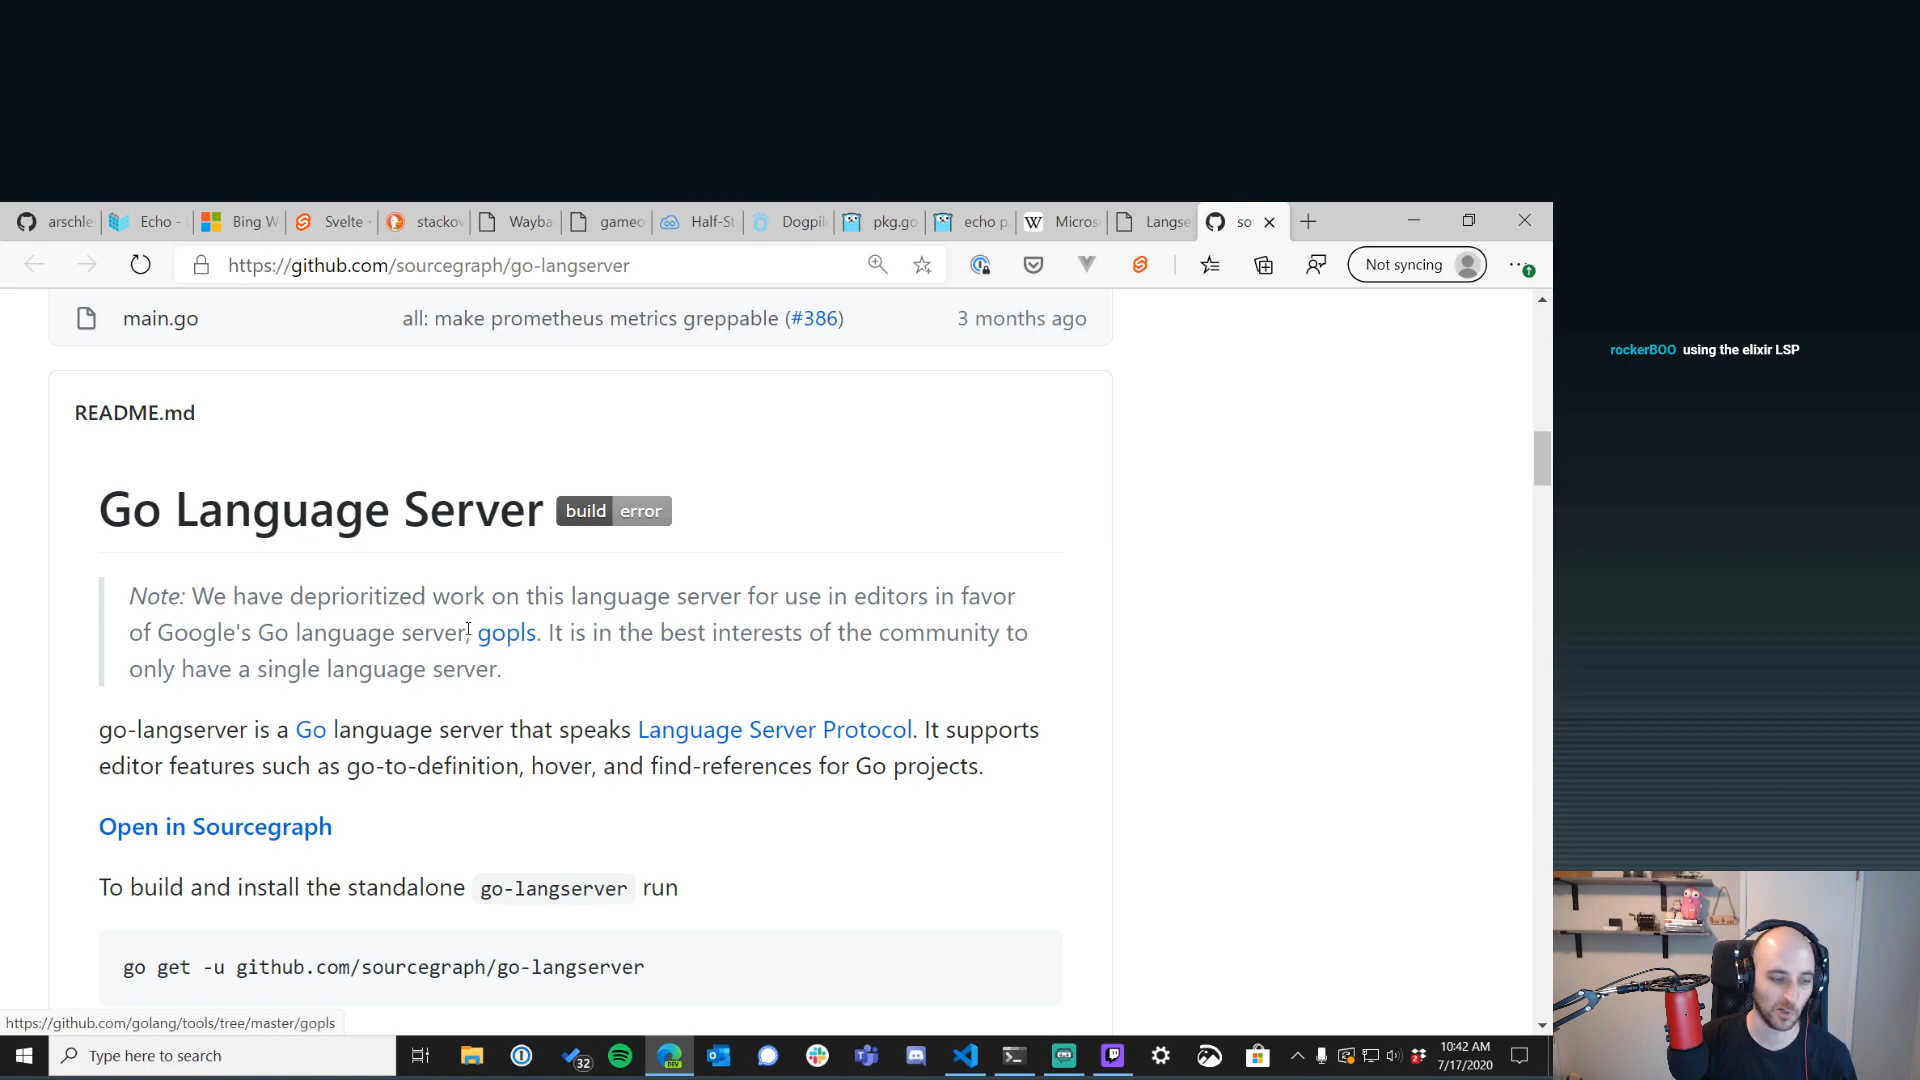 arschle
Echo -
Bing W
Svelte
stackov
Wayba
gameo
Half-St
Dogpil
pkg.go
echo p
W
Micros
Langse
so
https://github.com/sourcegraph/go-langserver
Not syncing
main.go
all: make prometheus metrics greppable (#386)
3 months ago
README.md
Go Language Server
build error
Note: We have deprioritized work on this language server for use in editors in favor
of Google's Go language server, gopls. It is in the best interests of the community to
only have a single language server.
go-langserver is a Go language server that speaks Language Server Protocol. It supports
editor features such as go-to-definition, hover, and find-references for Go projects.
Open in Sourcegraph
To build and install the standalone go-langserver run
go get -u github.com/sourcegraph/go-langserver
https://github.com/golang/tools/tree/master/gopls
rockerBOO using the elixir LSP
Type here to search
32
10:42 AM
7/17/2020